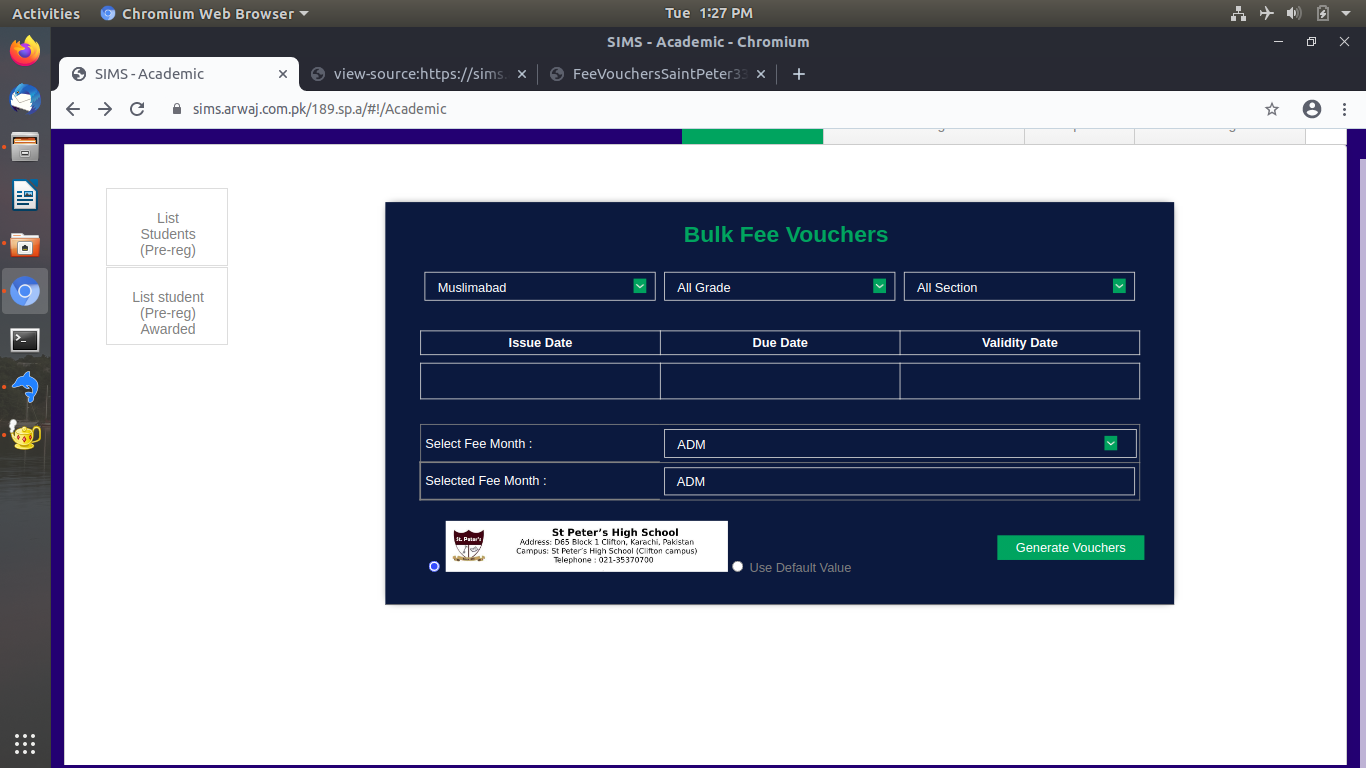 Activities
Chromium Web Browser
Tue 1:27 PM
SIMS - Academic - Chromium
SIMS - Academic
view-source:https://sims.
FeeVouchersSaintPeter33
sims.arwaj.com.pk/189.sp.a/#!/Academic
List
Students
(Pre-reg)
List student
(Pre-reg)
Awarded
Bulk Fee Vouchers
Muslimabad
All Grade
All Section
Issue Date
Due Date
Validity Date
Select Fee Month :
ADM
Selected Fee Month :
ADM
St. Peter's
St Peter's High School
Address: D65 Block 1 Clifton, Karachi, Pakistan
Campus: St Peter's High School (Clifton campus)
Telephone : 021-35370700
Use Default Value
Generate Vouchers